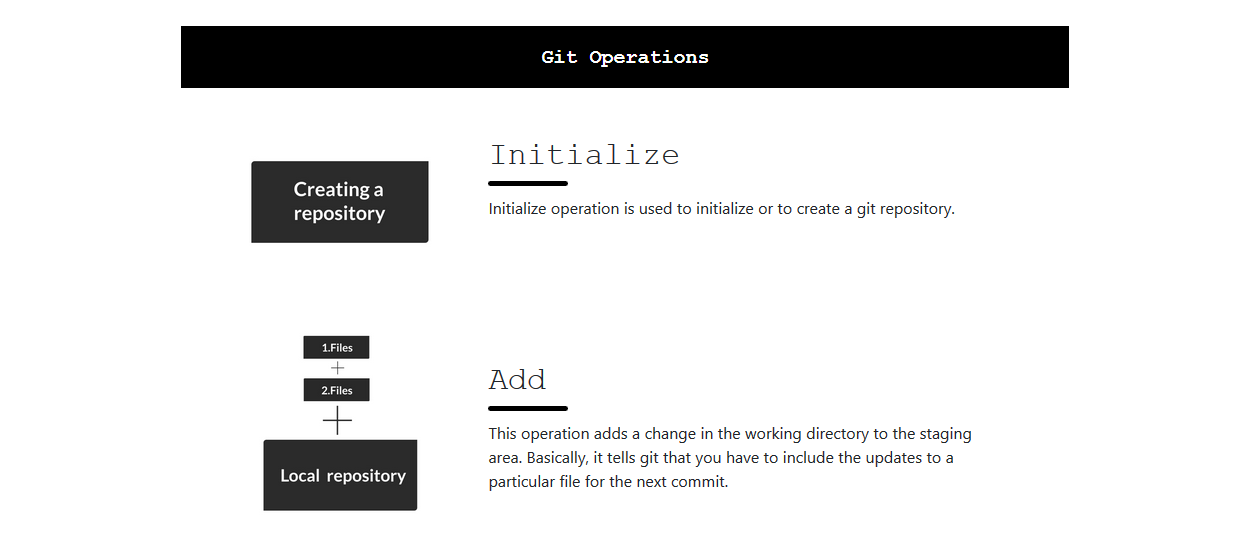 Git Operations
Creating a
repository
Initialize
Initialize operation is used to initialize or to create a git repository.
1.Files
+
2.Files
+
Local repository
Add
This operation adds a change in the working directory to the staging
area. Basically, it tells git that you have to include the updates to a
particular file for the next commit.